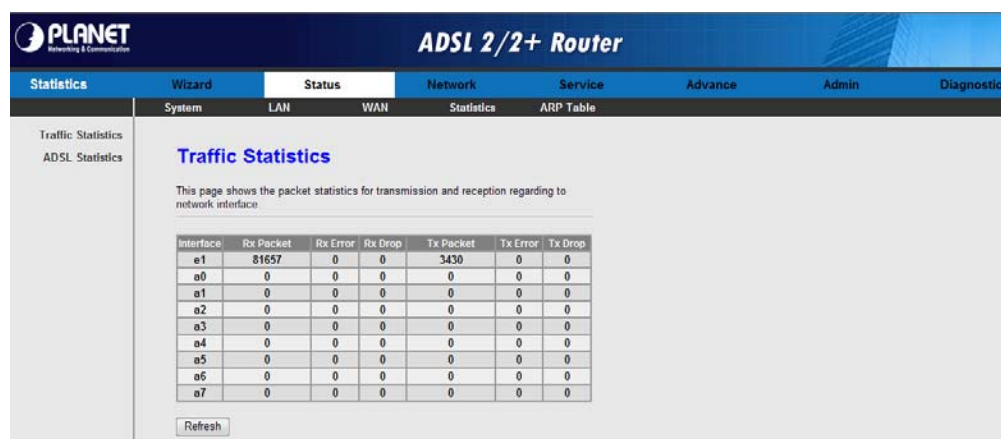 PLANET
Networking & Communication
ADSL 2/2+ Router
Statistics Wizard Status Network Service Advance Admin Diagnostic
System LAN WAN Statistics ARP Table
Traffic Statistics
ADSL Statistics
Traffic Statistics
This page shows the packet statistics for transmission and reception regarding to
network interface
Interface Rx Packet Rx Error Rx Drop Tx Packet Tx Error Tx Drop
e1 81657 0 0 3430 0 0
a0 0 0 0 0 0 0
a1 0 0 0 0 0 0
a2 0 0 0 0 0 0
a3 0 0 0 0 0 0
a4 0 0 0 0 0 0
a5 0 0 0 0 0 0
a6 0 0 0 0 0 0
a7 0 0 0 0 0 0
Refresh